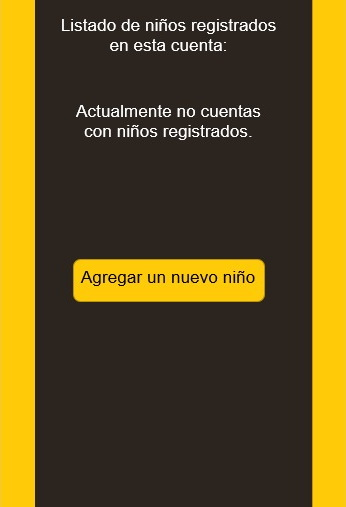 Listado de niños registrados
en esta cuenta:
Actualmente no cuentas
con niños registrados.
Agregar un nuevo niño